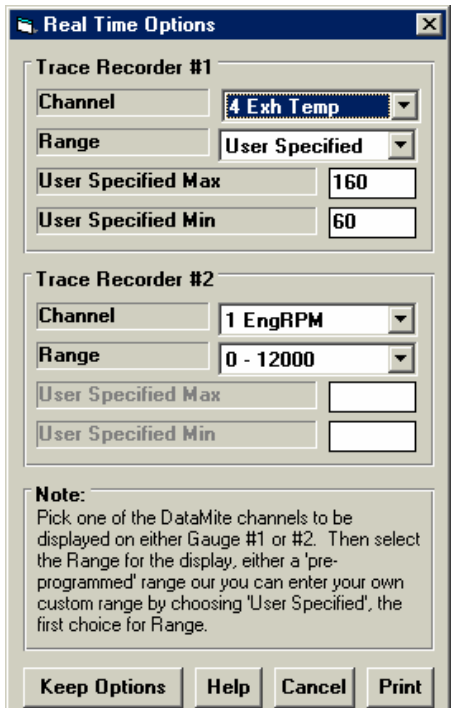 Real Time Options
Trace Recorder #1
Channel 4 Exh Temp
Range User Specified
User Specified Max 160
User Specified Min 60
Trace Recorder #2
Channel 1 EngRPM
Range 0 - 12000
User Specified Max
User Specified Min
Note:
Pick one of the DataMite channels to be
displayed on either Gauge #1 or #2. Then select
the Range for the display, either a 'pre-
programmed' range our you can enter your own
custom range by choosing 'User Specified', the
first choice for Range.
Keep Options Help Cancel Print